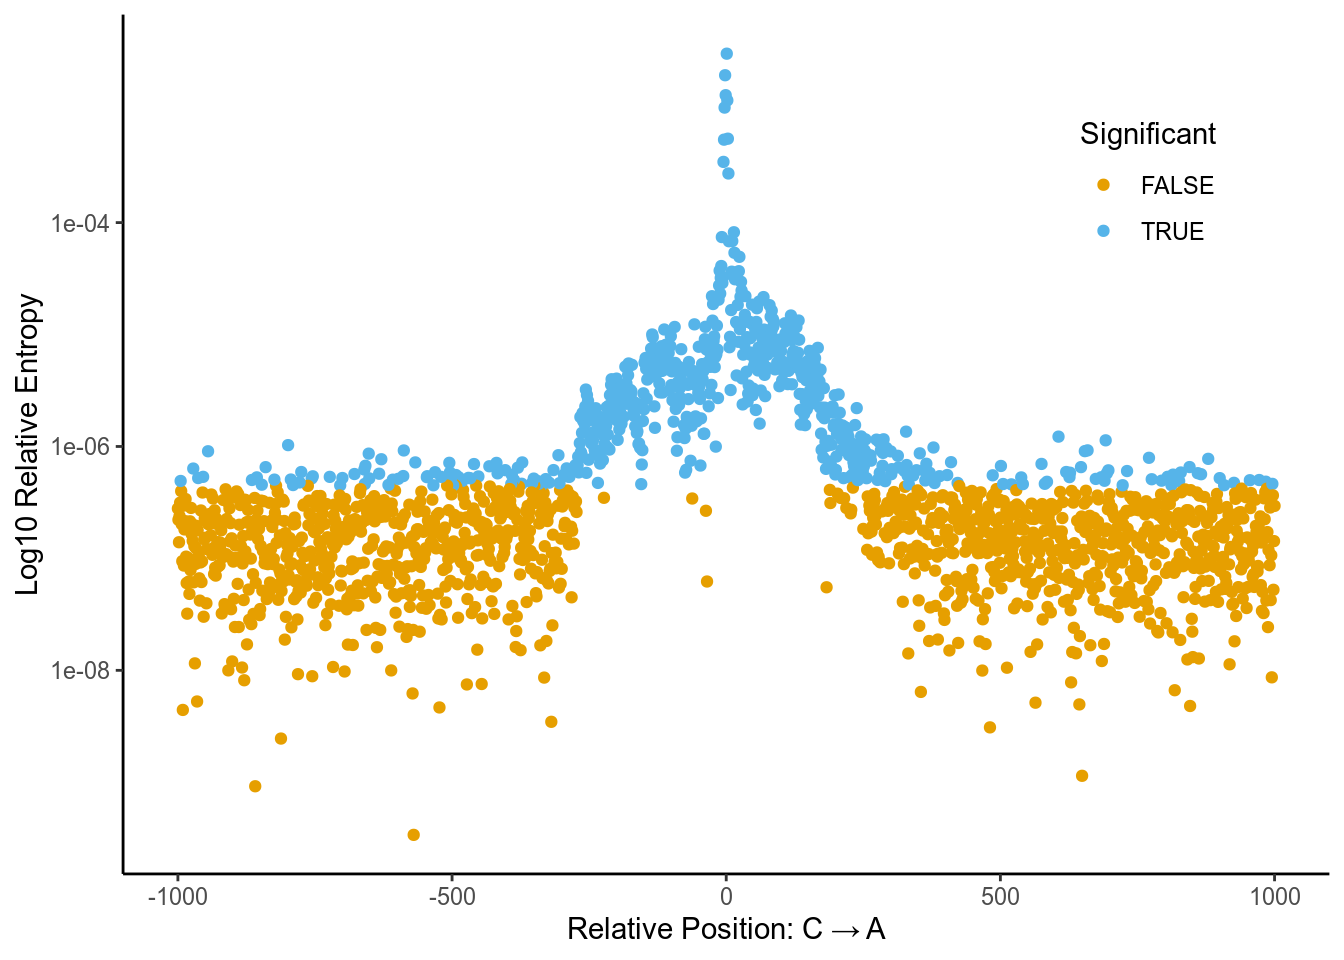 Significant
FALSE
TRUE
Log10 Relative Entropy
1e-04
1e-06
1e-08
-1000
-500
0
500
1000
Relative Position: C → A